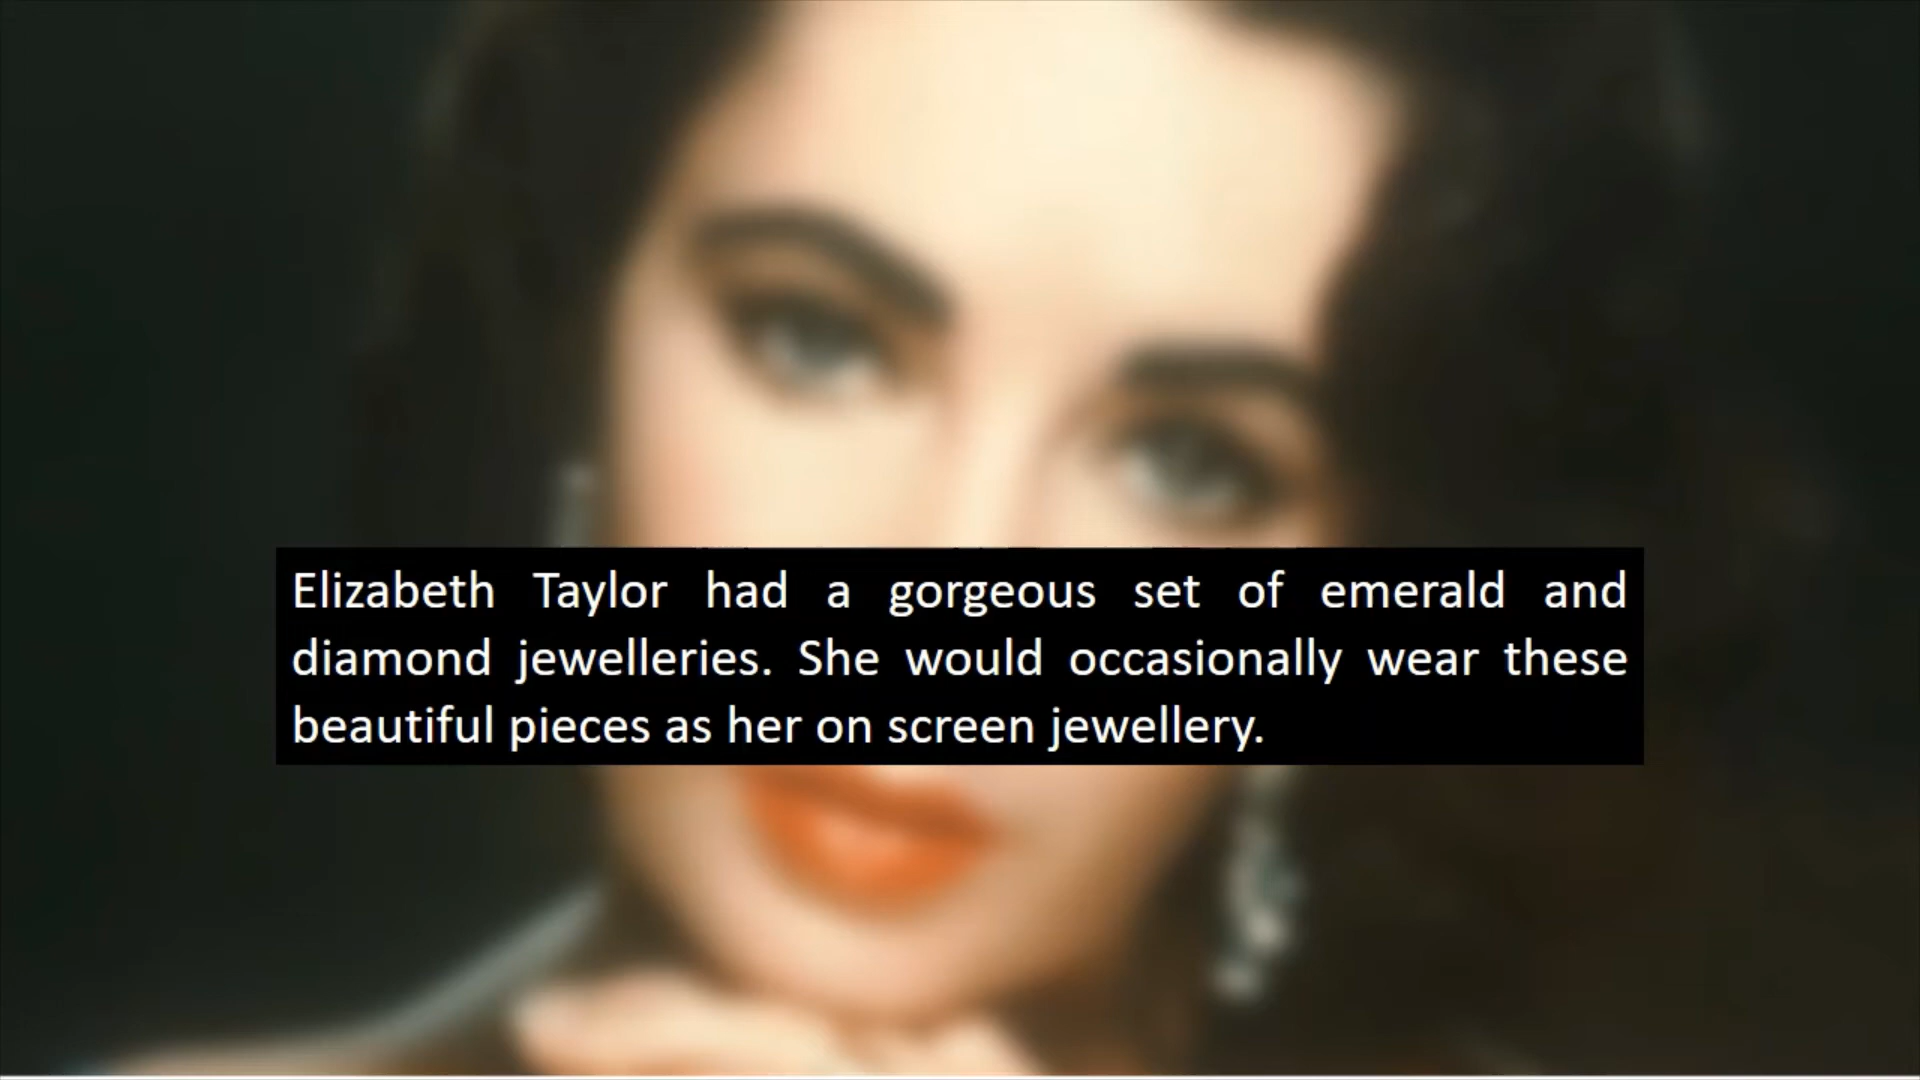 Elizabeth Taylor had a gorgeous set of emerald and
diamond jewelleries. She would occasionally wear these
beautiful pieces as her on screen jewellery.